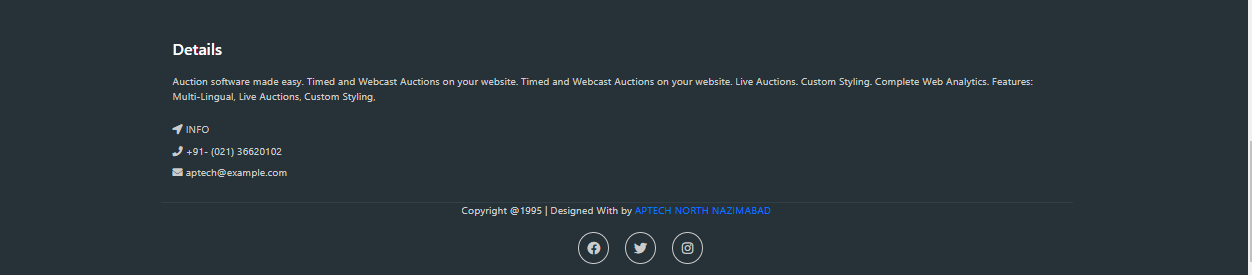 Details
Auction software made easy. Timed and Webcast Auctions on your website. Timed and Webcast Auctions on your website. Live Auctions. Custom Styling. Complete Web Analytics. Features:
Multi-Lingual, Live Auctions, Custom Styling,
INFO
+91- (021) 36620102
aptech@example.com
Copyright @1995 | Designed With by APTECH NORTH NAZIMABAD